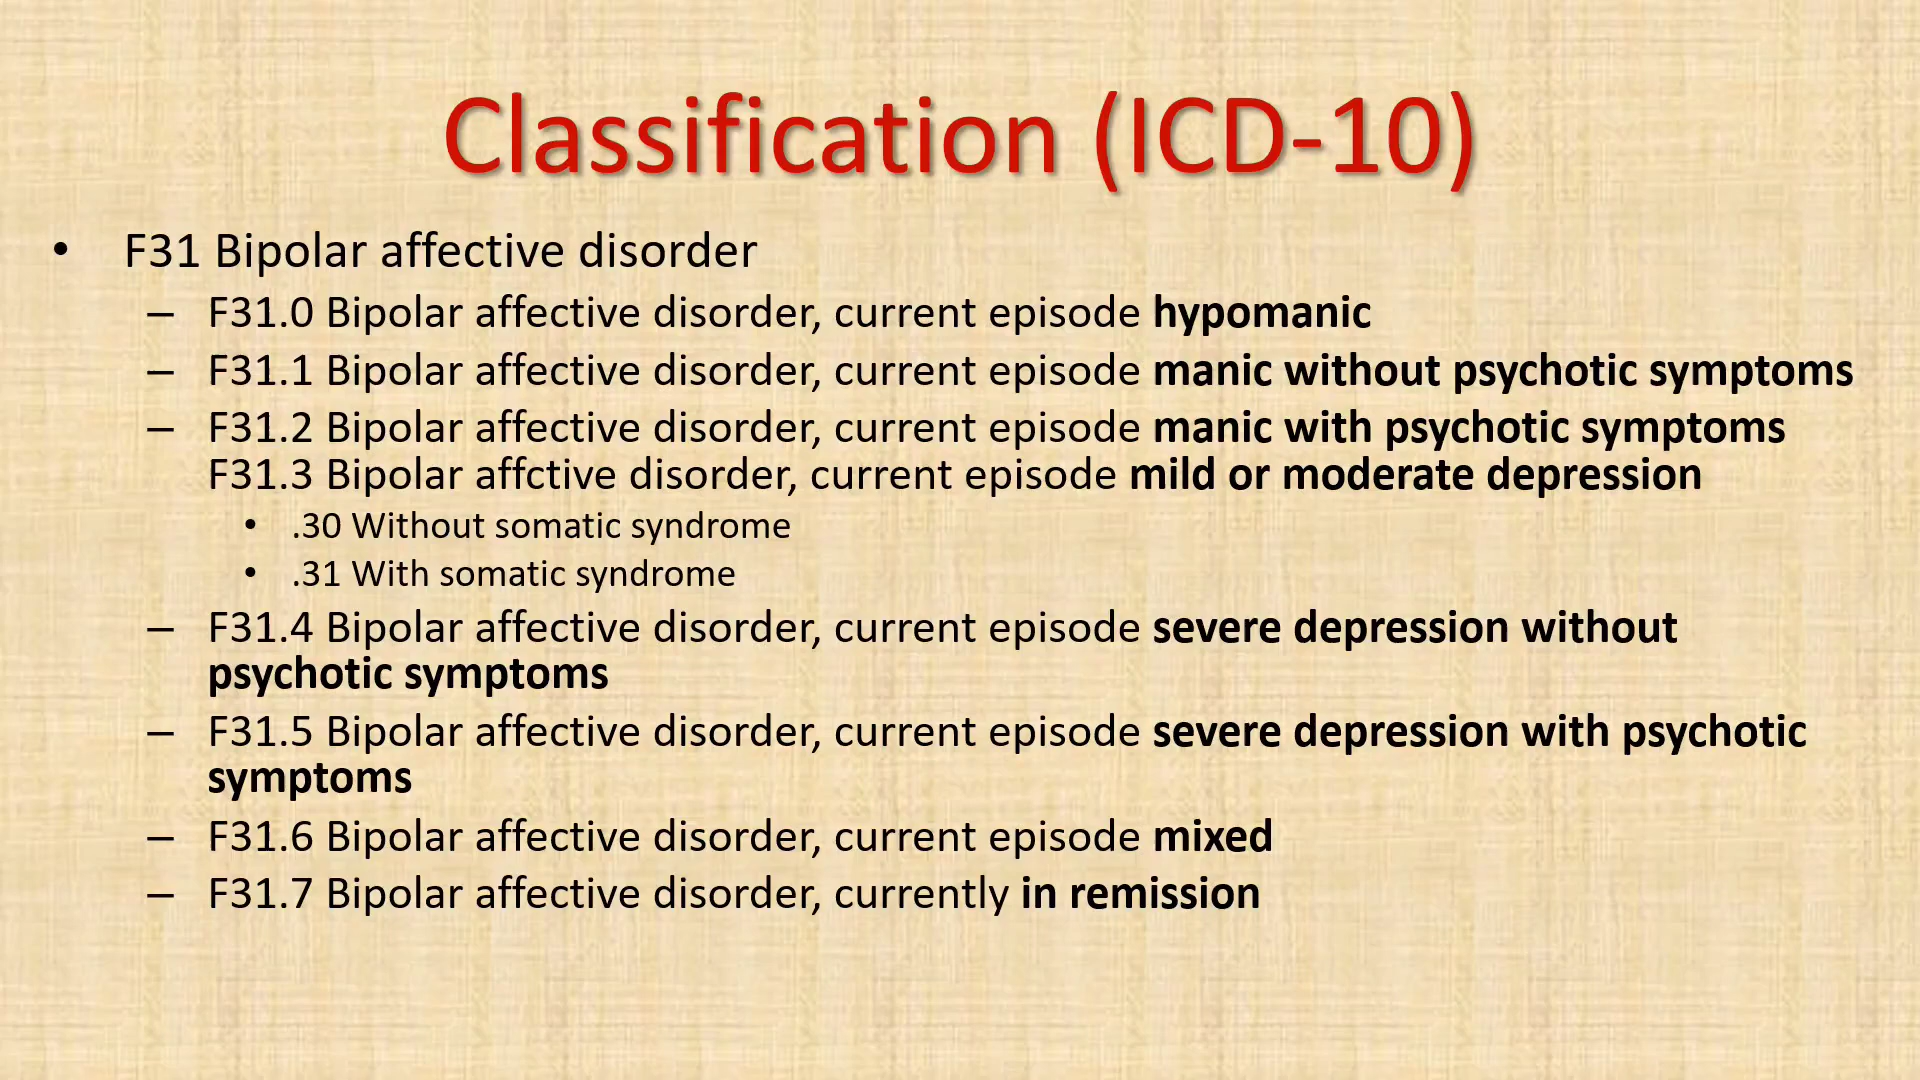 Classification (ICD-10)
• F31 Bipolar affective disorder
– F31.0 Bipolar affective disorder, current episode hypomanic
– F31.1 Bipolar affective disorder, current episode manic without psychotic symptoms
– F31.2 Bipolar affective disorder, current episode manic with psychotic symptoms
F31.3 Bipolar affctive disorder, current episode mild or moderate depression
• .30 Without somatic syndrome
• .31 With somatic syndrome
– F31.4 Bipolar affective disorder, current episode severe depression without
psychotic symptoms
– F31.5 Bipolar affective disorder, current episode severe depression with psychotic
symptoms
– F31.6 Bipolar affective disorder, current episode mixed
– F31.7 Bipolar affective disorder, currently in remission